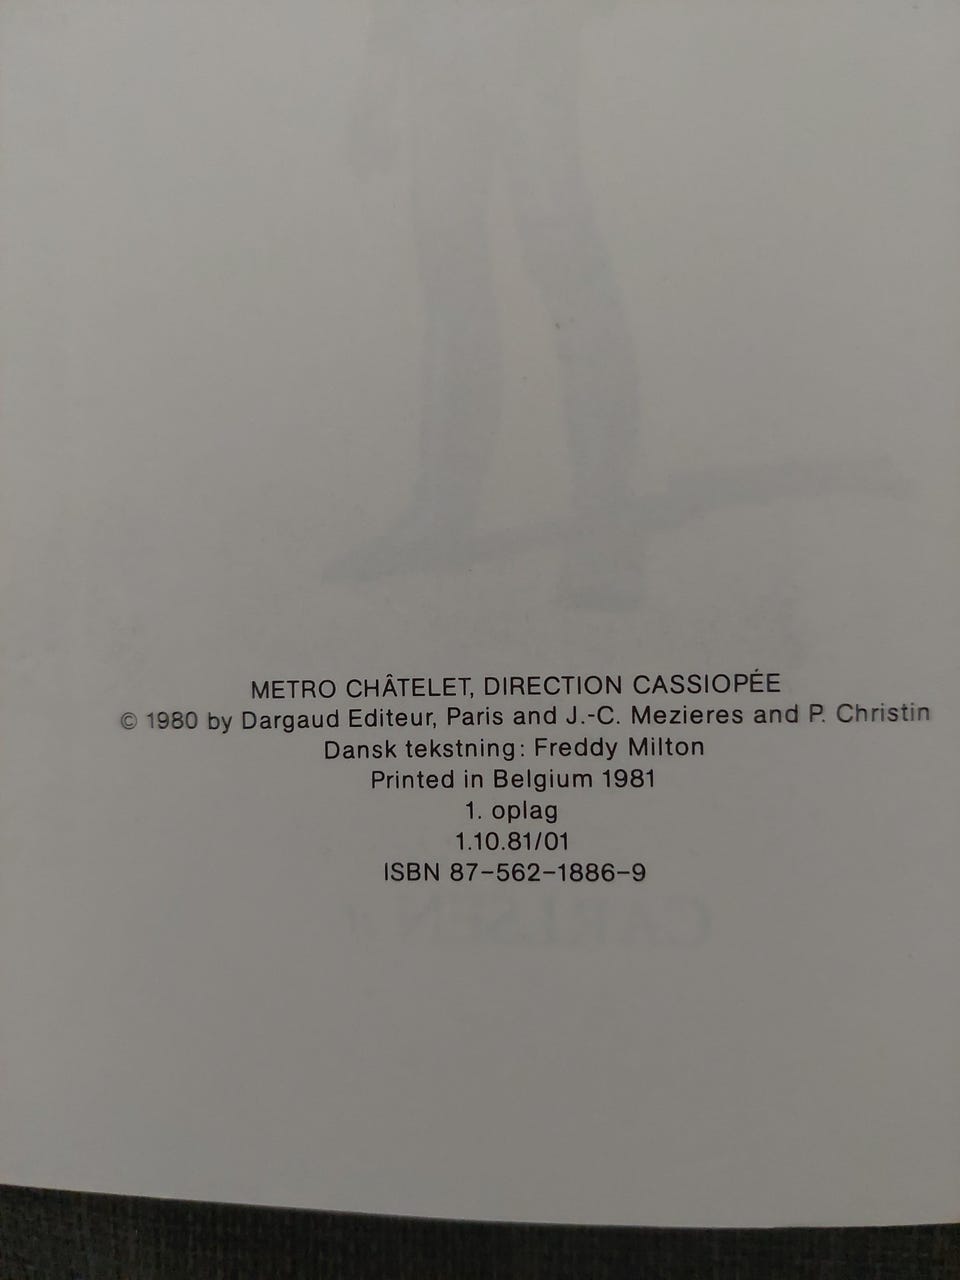 METRO CHÂTELET, DIRECTION CASSIOPÉE
© 1980 by Dargaud Editeur, Paris and J.-C. Mezieres and P. Christin
Dansk tekstning: Freddy Milton
Printed in Belgium 1981
1. oplag
1.10.81/01
ISBN 87-562-1886-9
CARLSEN